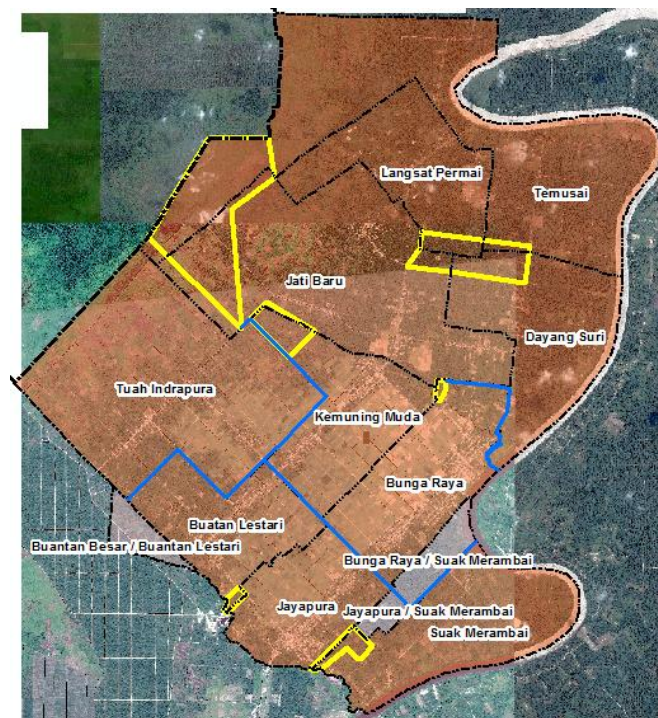 Langsat Permai
Temusai
Jati Baru
Dayang Suri
Tuah Indrapura
Kemuning Muda
Bunga Raya
Buatan Lestari
Buantan Besar / Buantan Lestari
Bunga Raya / Suak Merambai
Jayapura
Jayapura / Suak Merambai
Suak Merambai